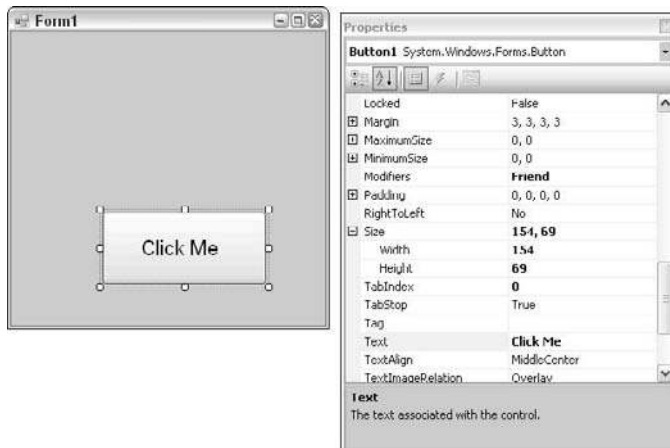 Form1
Click Me
Properties
Button1 System.Windows.Forms.Button
Locked False
Margin 3, 3, 3, 3
MaximumSize 0, 0
MinimumSize 0, 0
Modifiers Friend
Padding 0, 0, 0, 0
RightToLeft No
Size 154, 69
Width 154
Height 69
TabIndex 0
TabStop True
Tag
Text Click Me
TextAlign MiddleCenter
TextImageRelation Overlay
Text
The text associated with the control.